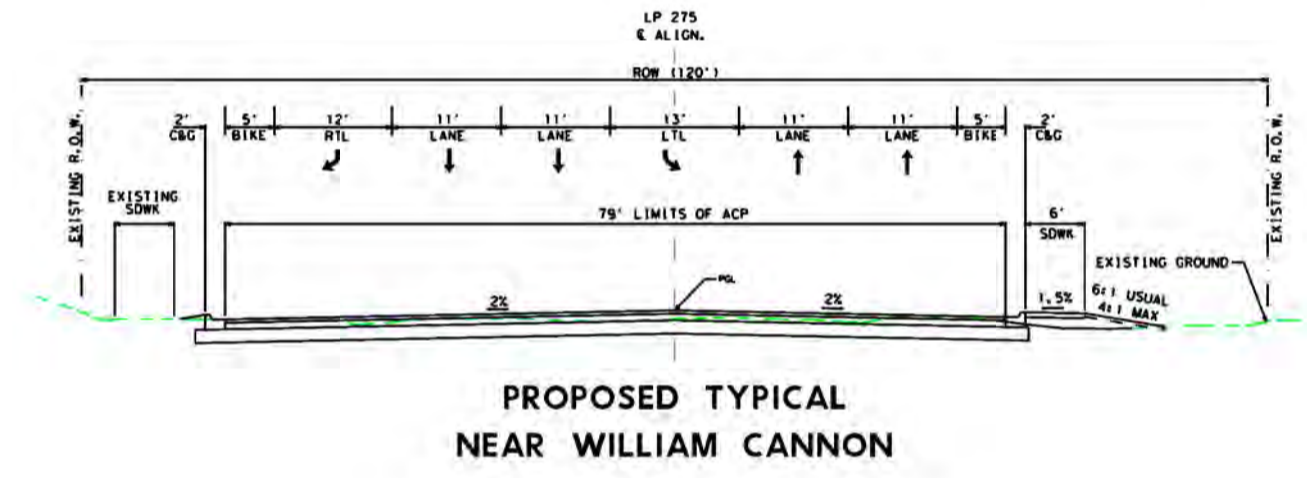 LP 275
℄ ALIGN.
ROW (120')
2' 5' 12' 11' 11' 13' 11' 11' 5' 2'
C&G BIKE RTL LANE LANE LTL LANE LANE BIKE C&G
EXISTING R.O.W.
EXISTING R.O.W.
EXISTING
SDWK
79' LIMITS OF ACP
6'
SDWK
PGL
EXISTING GROUND
2% 2% 1.5%
6:1 USUAL
4:1 MAX
PROPOSED TYPICAL
NEAR WILLIAM CANNON